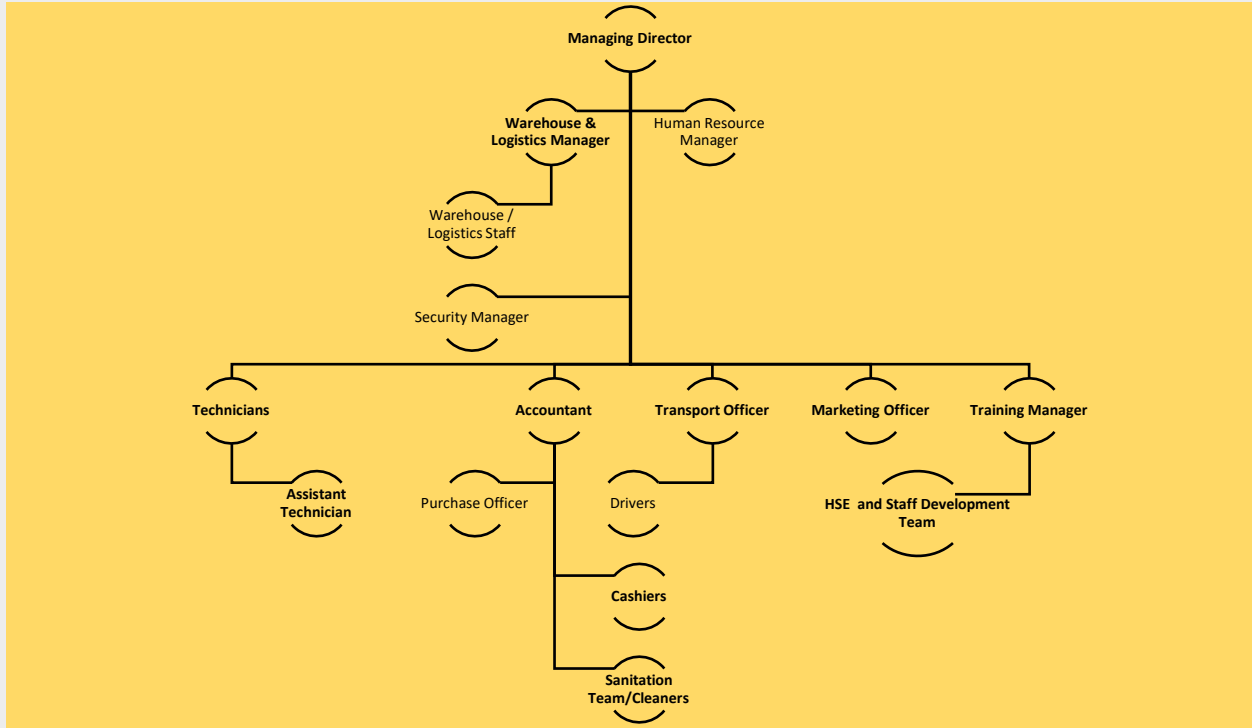 Managing Director
Warehouse &
Logistics Manager
Human Resource
Manager
Warehouse /
Logistics Staff
Security Manager
Technicians
Accountant
Transport Officer
Marketing Officer
Training Manager
Assistant
Technician
Purchase Officer
Drivers
HSE  and Staff Development
Team
Cashiers
Sanitation
Team/Cleaners